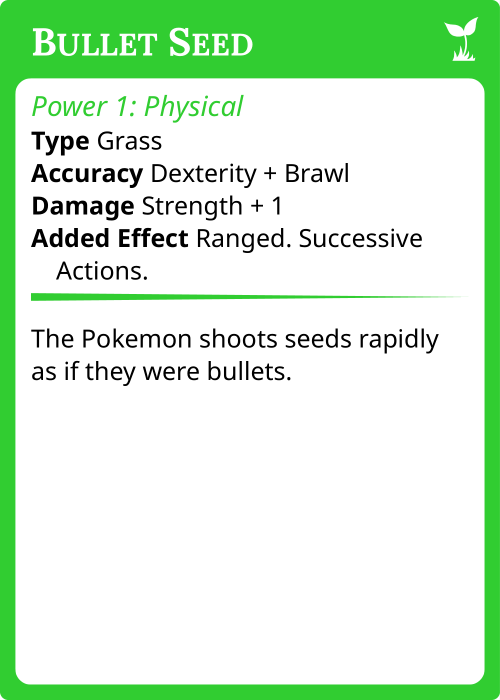 Bullet Seed
Power 1: Physical
Type Grass
Accuracy Dexterity + Brawl
Damage Strength + 1
Added Effect Ranged. Successive
Actions.
The Pokemon shoots seeds rapidly
as if they were bullets.